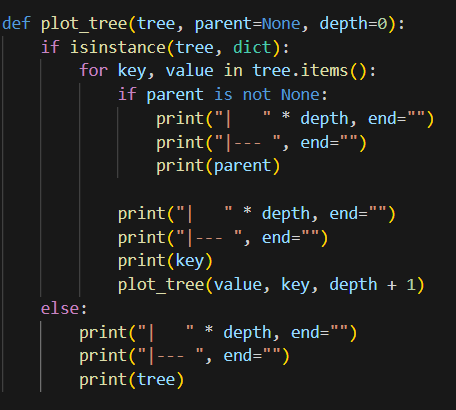 def plot_tree(tree, parent=None, depth=0):
    if isinstance(tree, dict):
        for key, value in tree.items():
            if parent is not None:
                print("|   " * depth, end="")
                print("|--- ", end="")
                print(parent)

            print("|   " * depth, end="")
            print("|--- ", end="")
            print(key)
            plot_tree(value, key, depth + 1)
    else:
        print("|   " * depth, end="")
        print("|--- ", end="")
        print(tree)